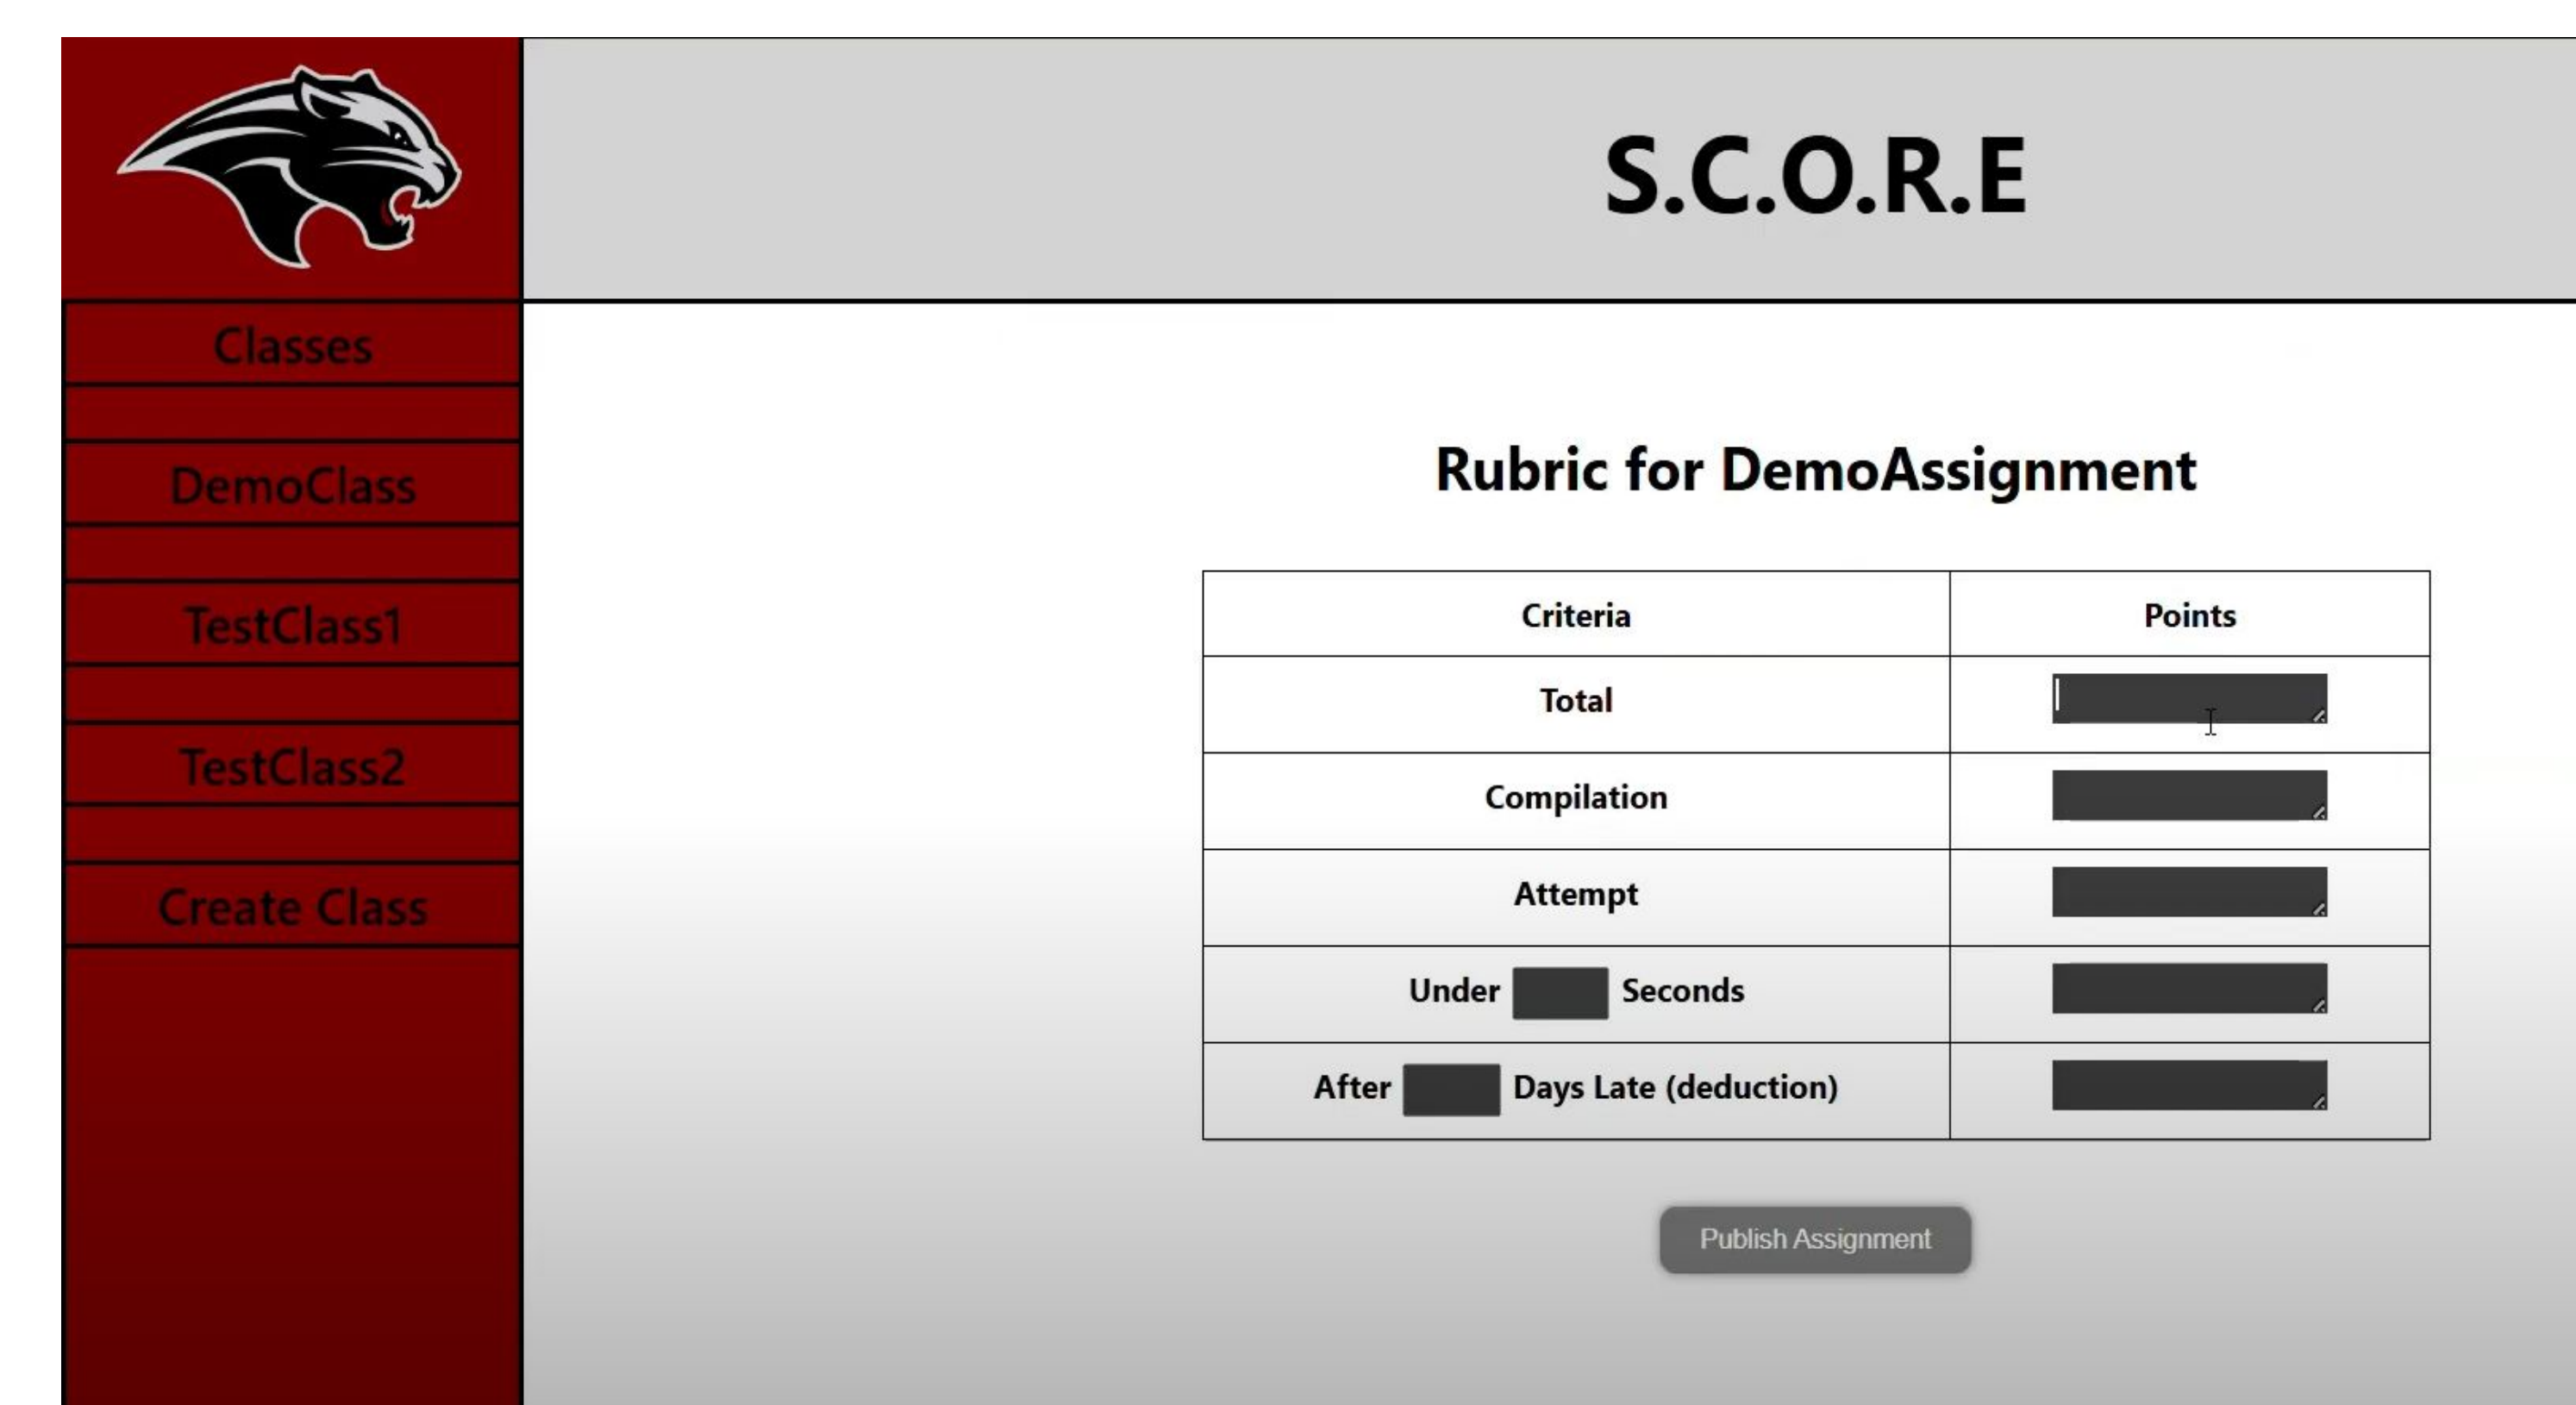 S.C.O.R.E
Classes
DemoClass
TestClass1
TestClass2
Create Class
Rubric for DemoAssignment
Criteria Points
Total
Compilation
Attempt
Under Seconds
After Days Late (deduction)
Publish Assignment